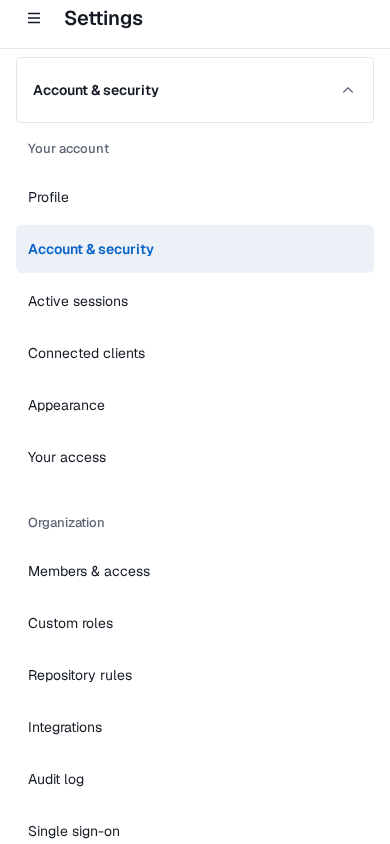 Settings
Account & security
Your account
Profile
Account & security
Active sessions
Connected clients
Appearance
Your access
Organization
Members & access
Custom roles
Repository rules
Integrations
Audit log
Single sign-on